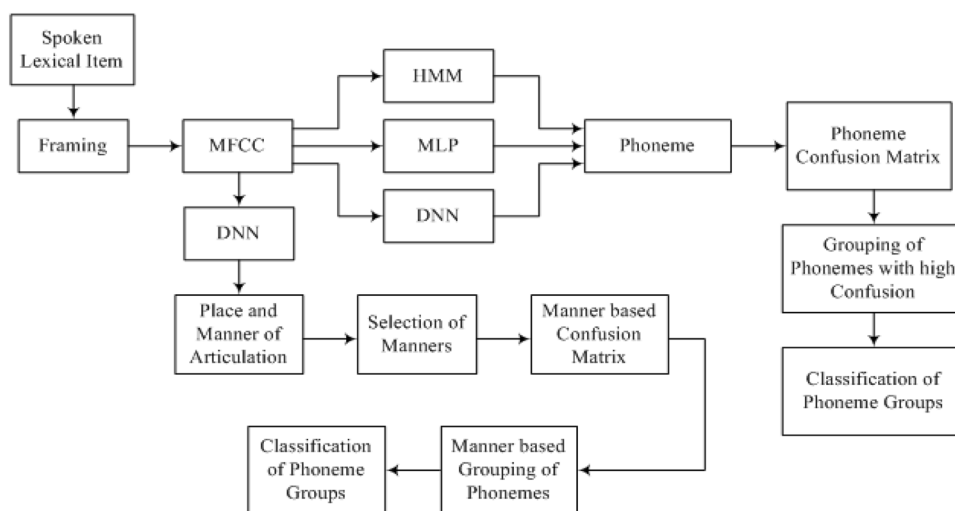 Spoken
Lexical Item
Framing
MFCC
HMM
MLP
DNN
Phoneme
Phoneme
Confusion Matrix
Grouping of
Phonemes with high
Confusion
Classification of
Phoneme Groups
DNN
Place and
Manner of
Articulation
Selection of
Manners
Manner based
Confusion
Matrix
Manner based
Grouping of
Phonemes
Classification
of Phoneme
Groups